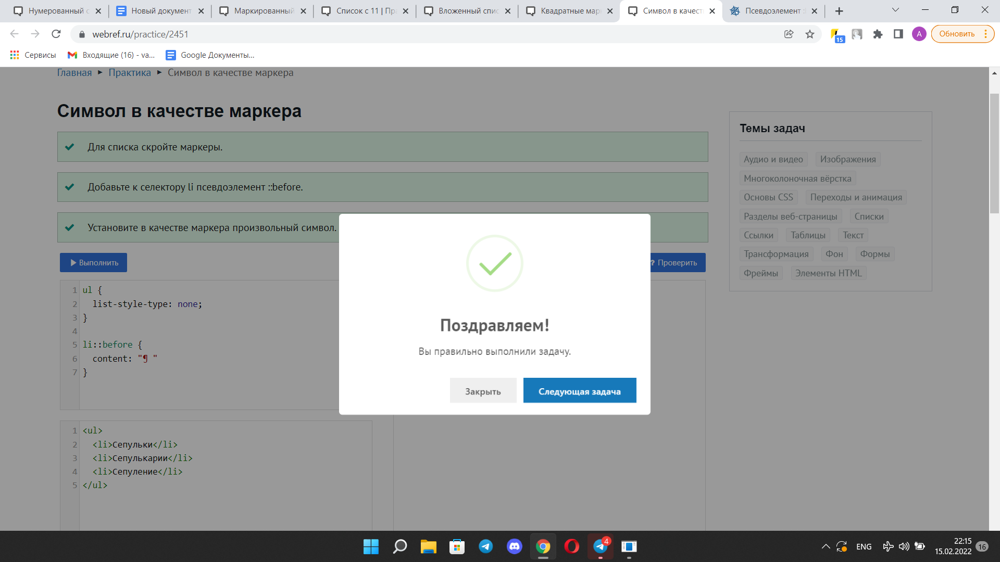 Нумерованный с
Новый документ
Маркированный
Список с 11 | Пра
Вложенный спис
Квадратные марк
Символ в качест
Псевдоэлемент :
webref.ru/practice/2451
15
A
Обновить
Сервисы
Входящие (16) - va...
Google Документы...
Главная ► Практика ► Символ в качестве маркера
Символ в качестве маркера
Для списка скройте маркеры.
Добавьте к селектору li псевдоэлемент ::before.
Установите в качестве маркера произвольный символ.
Выполнить
? Проверить
1 ul {
2 list-style-type: none;
3 }
4
5 li::before {
6 content: "¶ "
7 }
1 <ul>
2 <li>Сепульки</li>
3 <li>Сепулькарии</li>
4 <li>Сепуление</li>
5 </ul>
Поздравляем!
Вы правильно выполнили задачу.
Закрыть
Следующая задача
Темы задач
Аудио и видео Изображения
Многоколоночная вёрстка
Основы CSS Переходы и анимация
Разделы веб-страницы Списки
Ссылки Таблицы Текст
Трансформация Фон Формы
Фреймы Элементы HTML
4
ENG
22:15
15.02.2022
16